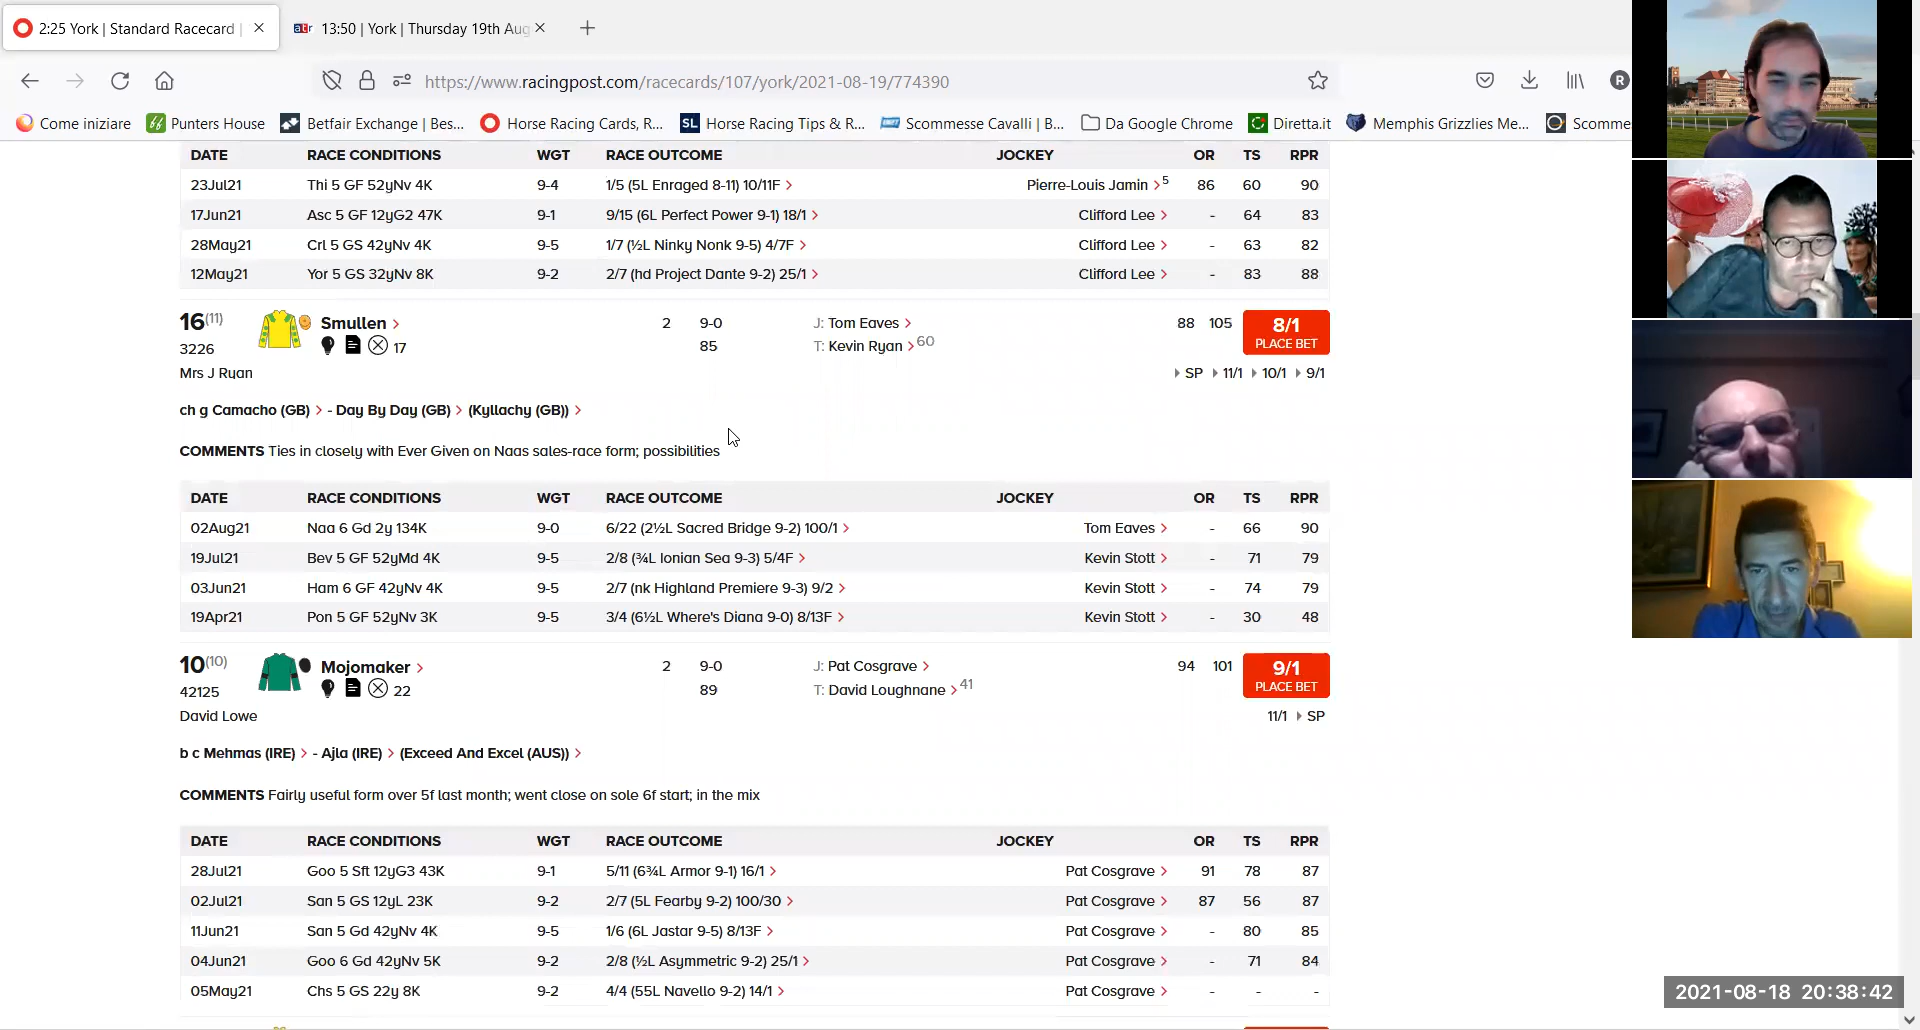 2:25 York | Standard Racecard |
atr 13:50 | York | Thursday 19th Aug
https://www.racingpost.com/racecards/107/york/2021-08-19/774390
R
Come iniziare Punters House Betfair Exchange | Bes... Horse Racing Cards, R... SL Horse Racing Tips & R... Scommesse Cavalli | B... Da Google Chrome Diretta.it Memphis Grizzlies Me... Scomme
DATE RACE CONDITIONS WGT RACE OUTCOME JOCKEY OR TS RPR
23Jul21 Thi 5 GF 52yNv 4K 9-4 1/5 (5L Enraged 8-11) 10/11F Pierre-Louis Jamin 5 86 60 90
17Jun21 Asc 5 GF 12yG2 47K 9-1 9/15 (6L Perfect Power 9-1) 18/1 Clifford Lee - 64 83
28May21 Crl 5 GS 42yNv 4K 9-5 1/7 (½L Ninky Nonk 9-5) 4/7F Clifford Lee - 63 82
12May21 Yor 5 GS 32yNv 8K 9-2 2/7 (hd Project Dante 9-2) 25/1 Clifford Lee - 83 88
16(11) Smullen 2 9-0 J: Tom Eaves 88 105 8/1
3226 17 85 T: Kevin Ryan 60 PLACE BET
Mrs J Ryan SP 11/1 10/1 9/1
ch g Camacho (GB) - Day By Day (GB) (Kyllachy (GB))
COMMENTS Ties in closely with Ever Given on Naas sales-race form; possibilities
DATE RACE CONDITIONS WGT RACE OUTCOME JOCKEY OR TS RPR
02Aug21 Naa 6 Gd 2y 134K 9-0 6/22 (2½L Sacred Bridge 9-2) 100/1 Tom Eaves - 66 90
19Jul21 Bev 5 GF 52yMd 4K 9-5 2/8 (¾L Ionian Sea 9-3) 5/4F Kevin Stott - 71 79
03Jun21 Ham 6 GF 42yNv 4K 9-5 2/7 (nk Highland Premiere 9-3) 9/2 Kevin Stott - 74 79
19Apr21 Pon 5 GF 52yNv 3K 9-5 3/4 (6½L Where's Diana 9-0) 8/13F Kevin Stott - 30 48
10(10) Mojomaker 2 9-0 J: Pat Cosgrave 94 101 9/1
42125 22 89 T: David Loughnane 41 PLACE BET
David Lowe 11/1 SP
b c Mehmas (IRE) - Ajla (IRE) (Exceed And Excel (AUS))
COMMENTS Fairly useful form over 5f last month; went close on sole 6f start; in the mix
DATE RACE CONDITIONS WGT RACE OUTCOME JOCKEY OR TS RPR
28Jul21 Goo 5 Sft 12yG3 43K 9-1 5/11 (6¾L Armor 9-1) 16/1 Pat Cosgrave 91 78 87
02Jul21 San 5 GS 12yL 23K 9-2 2/7 (5L Fearby 9-2) 100/30 Pat Cosgrave 87 56 87
11Jun21 San 5 Gd 42yNv 4K 9-5 1/6 (6L Jastar 9-5) 8/13F Pat Cosgrave - 80 85
04Jun21 Goo 6 Gd 42yNv 5K 9-2 2/8 (½L Asymmetric 9-2) 25/1 Pat Cosgrave - 71 84
05May21 Chs 5 GS 22y 8K 9-2 4/4 (55L Navello 9-2) 14/1 Pat Cosgrave - - -
2021-08-18 20:38:42